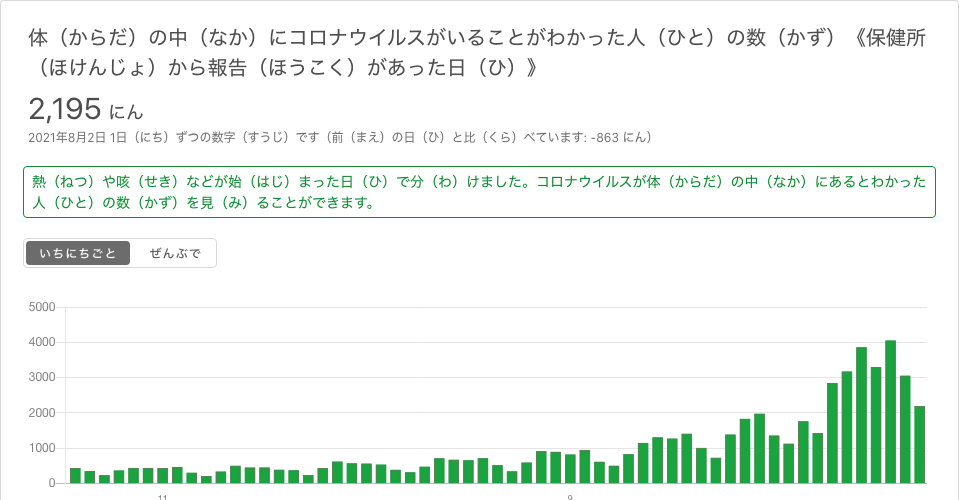 体（からだ）の中（なか）にコロナウイルスがいることがわかった人（ひと）の数（かず）《保健所
（ほけんじょ）から報告（ほうこく）があった日（ひ）》
2,195 にん
2021年8月2日 1日（にち）ずつの数字（すうじ）です（前（まえ）の日（ひ）と比（くら）べています: -863 にん）
熱（ねつ）や咳（せき）などが始（はじ）まった日（ひ）で分（わ）けました。コロナウイルスが体（からだ）の中（なか）にあるとわかった
人（ひと）の数（かず）を見（み）ることができます。
いちにちごと ぜんぶで
5000
4000
3000
2000
1000
0
11 9